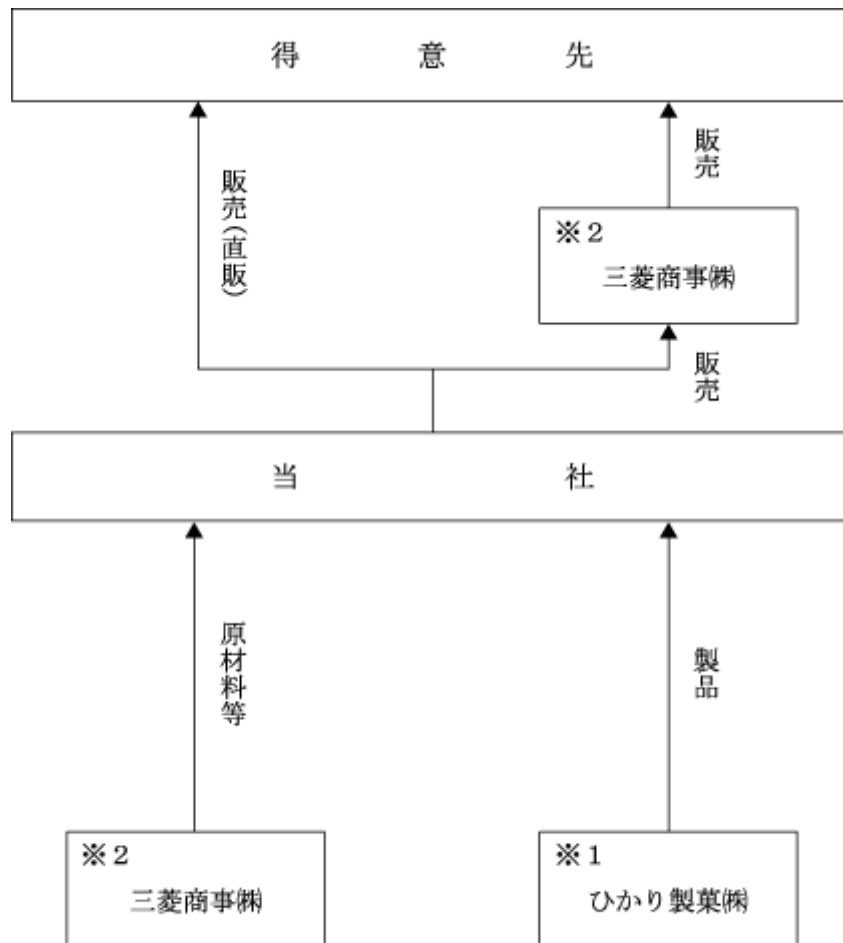 得意先
販売(直販)
販売
※2
三菱商事㈱
販売
当社
原材料等
製品
※2
三菱商事㈱
※1
ひかり製菓㈱